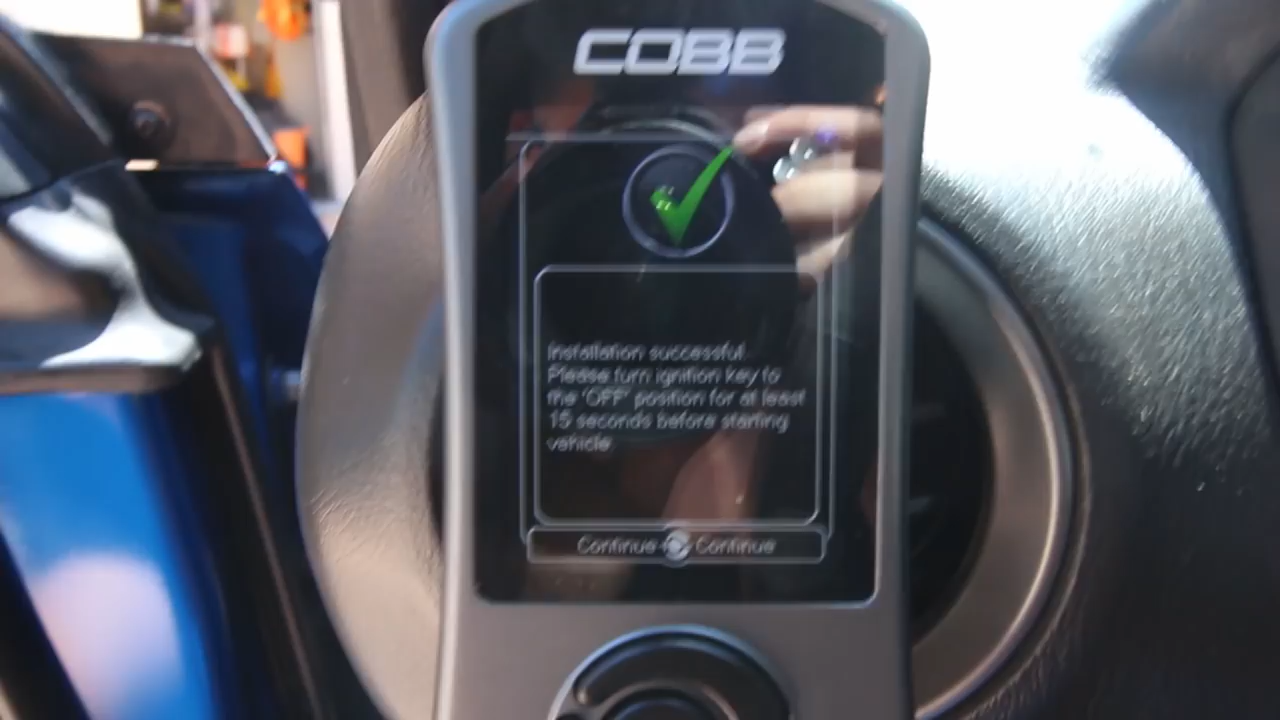 COBB
Installation successful.
Please turn ignition key to
the 'OFF' position for at least
15 seconds before starting
vehicle.
Continue Continue